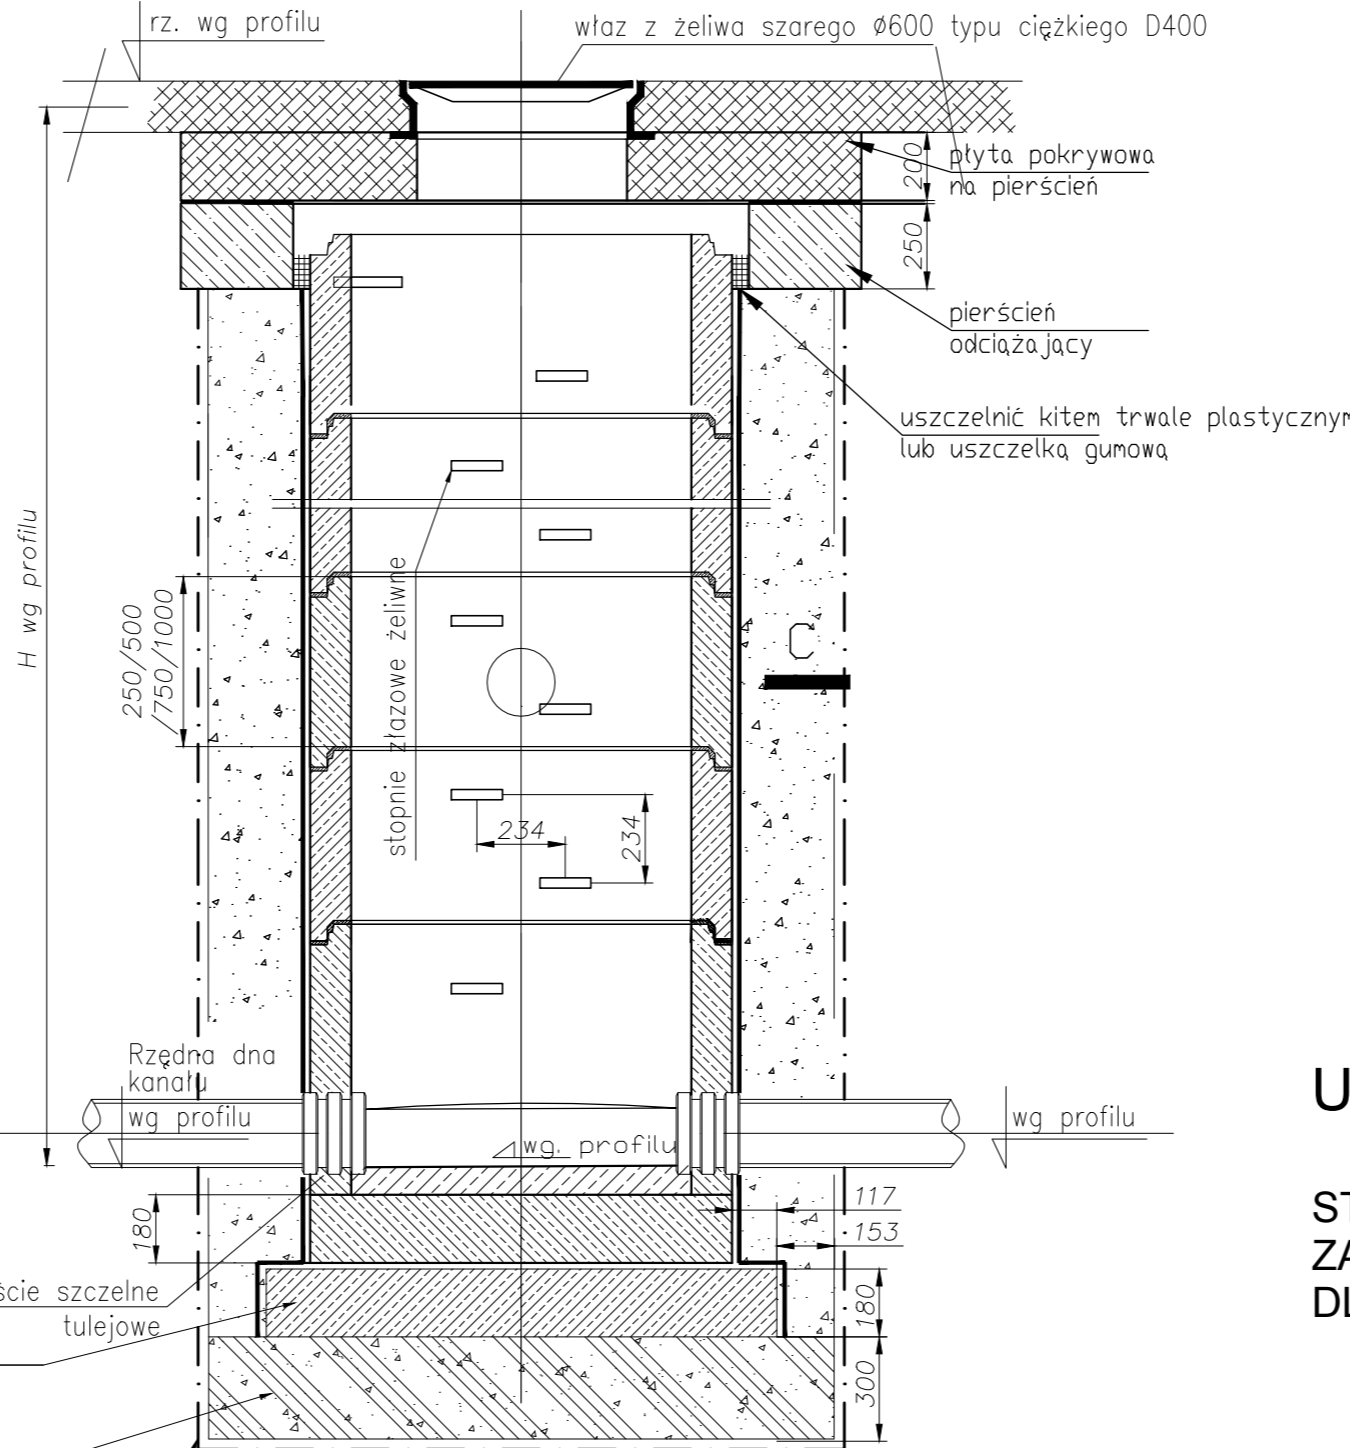 rz. wg profilu
właz z żeliwa szarego Ø600 typu ciężkiego D400
200
płyta pokrywowa
na pierścień
250
pierścień
odciążający
uszczelnić kitem trwale plastycznym
lub uszczelką gumową
H wg profilu
250/500
/750/1000
stopnie złazowe żeliwne
C
234
234
Rzędna dna
kanału
wg profilu
wg. profilu
wg profilu
U
180
117
153
ST
ZA
DL
ście szczelne
tulejowe
180
300